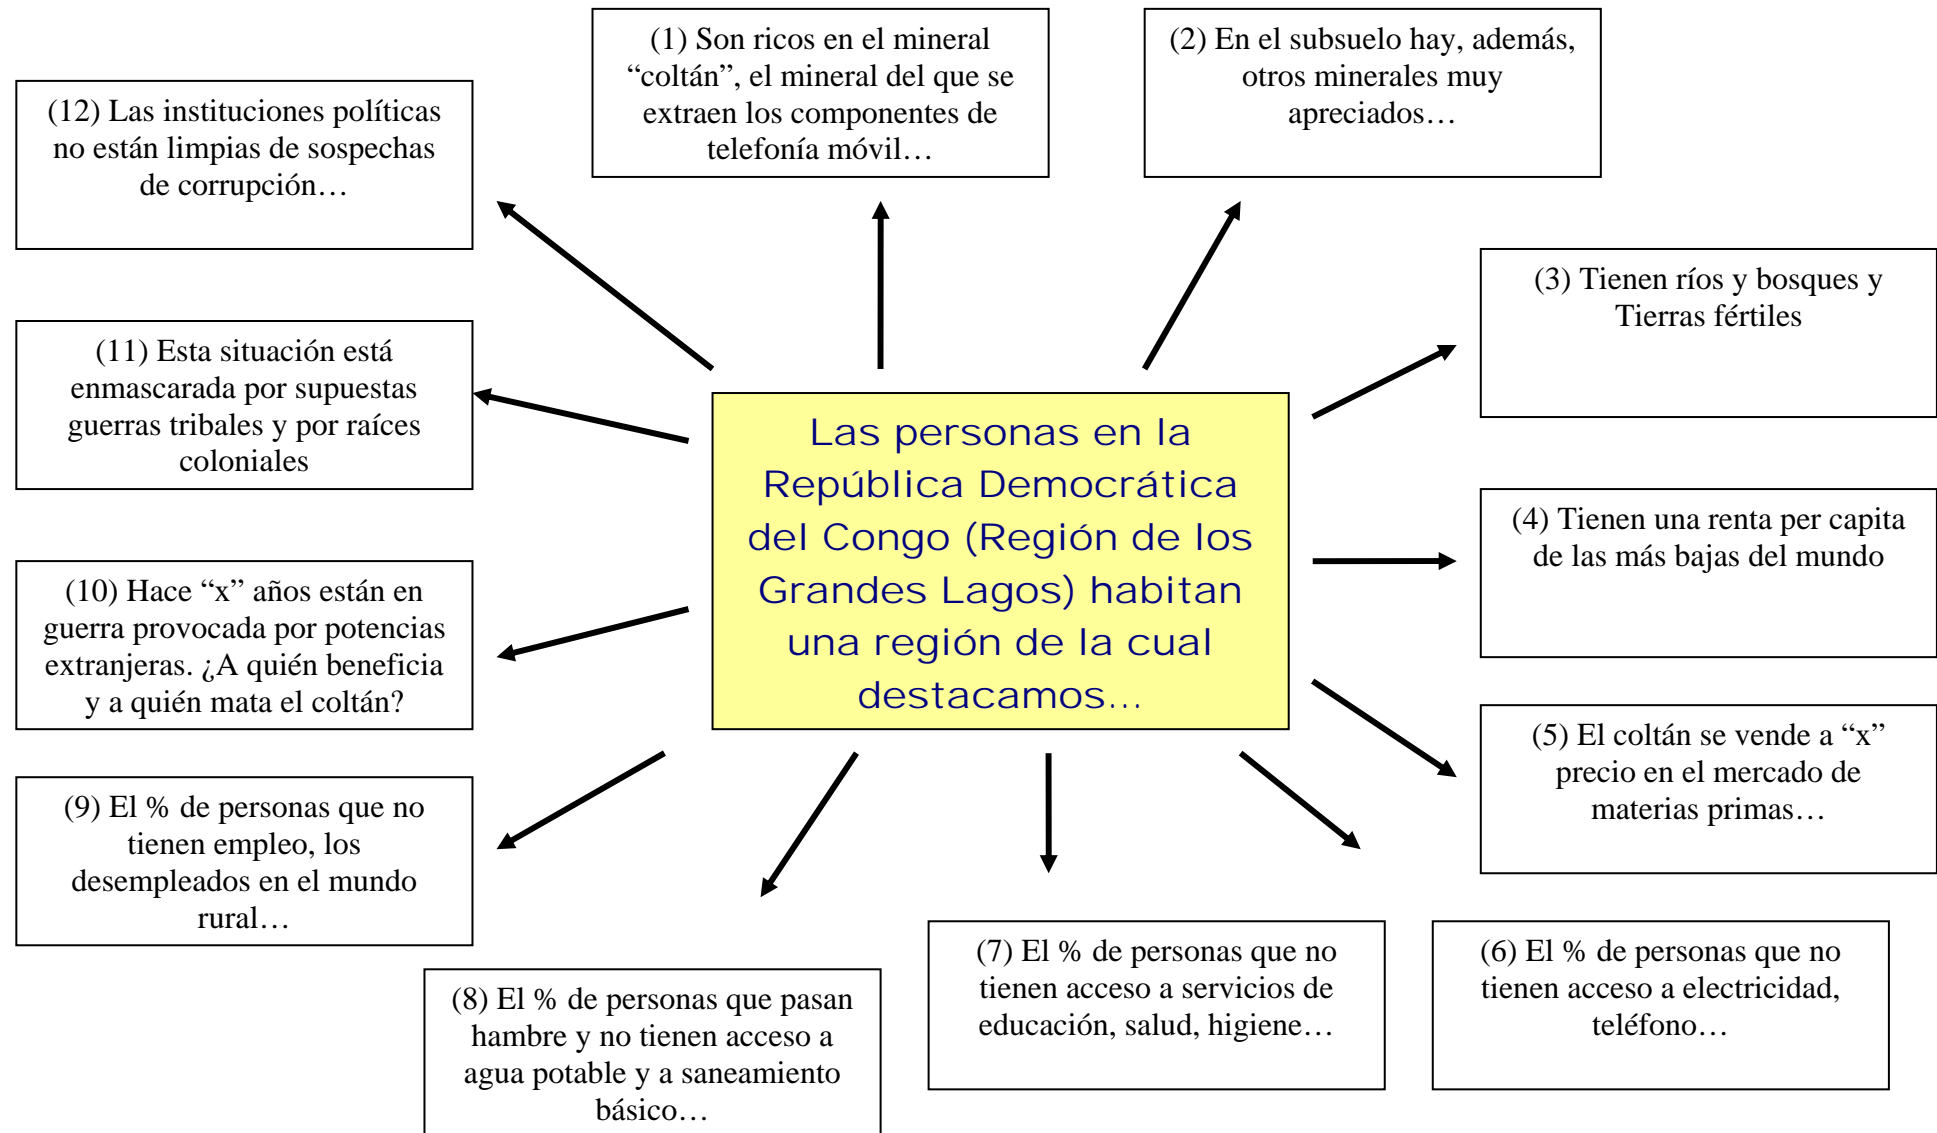 (1) Son ricos en el mineral
“coltán”, el mineral del que se
extraen los componentes de
telefonía móvil…
(2) En el subsuelo hay, además,
otros minerales muy
apreciados…
(12) Las instituciones políticas
no están limpias de sospechas
de corrupción…
(3) Tienen ríos y bosques y
Tierras fértiles
(11) Esta situación está
enmascarada por supuestas
guerras tribales y por raíces
coloniales
Las personas en la
República Democrática
del Congo (Región de los
Grandes Lagos) habitan
una región de la cual
destacamos…
(4) Tienen una renta per capita
de las más bajas del mundo
(10) Hace “x” años están en
guerra provocada por potencias
extranjeras. ¿A quién beneficia
y a quién mata el coltán?
(5) El coltán se vende a “x”
precio en el mercado de
materias primas…
(9) El % de personas que no
tienen empleo, los
desempleados en el mundo
rural…
(8) El % de personas que pasan
hambre y no tienen acceso a
agua potable y a saneamiento
básico…
(7) El % de personas que no
tienen acceso a servicios de
educación, salud, higiene…
(6) El % de personas que no
tienen acceso a electricidad,
teléfono…